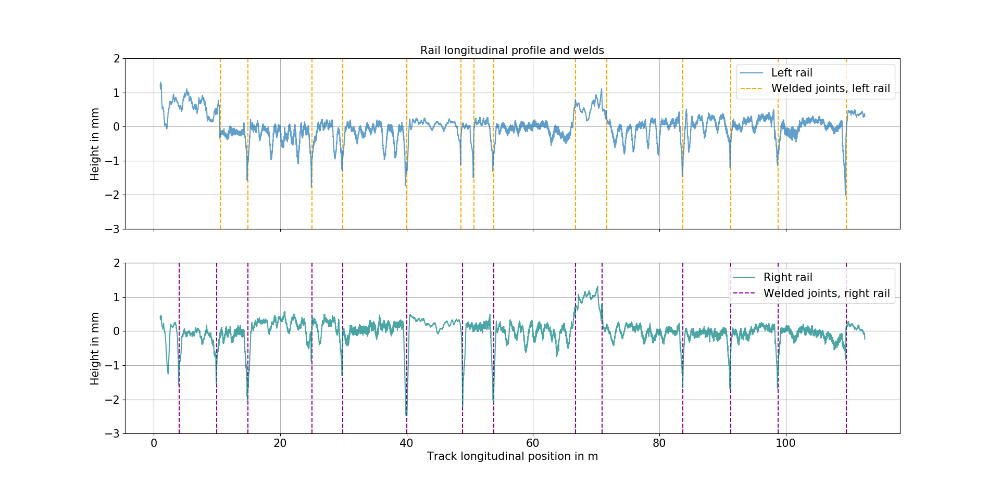 Rail longitudinal profile and welds
2
1
0
−1
−2
−3
Height in mm
Left rail
Welded joints, left rail
2
1
0
−1
−2
−3
Height in mm
Right rail
Welded joints, right rail
0 20 40 60 80 100
Track longitudinal position in m